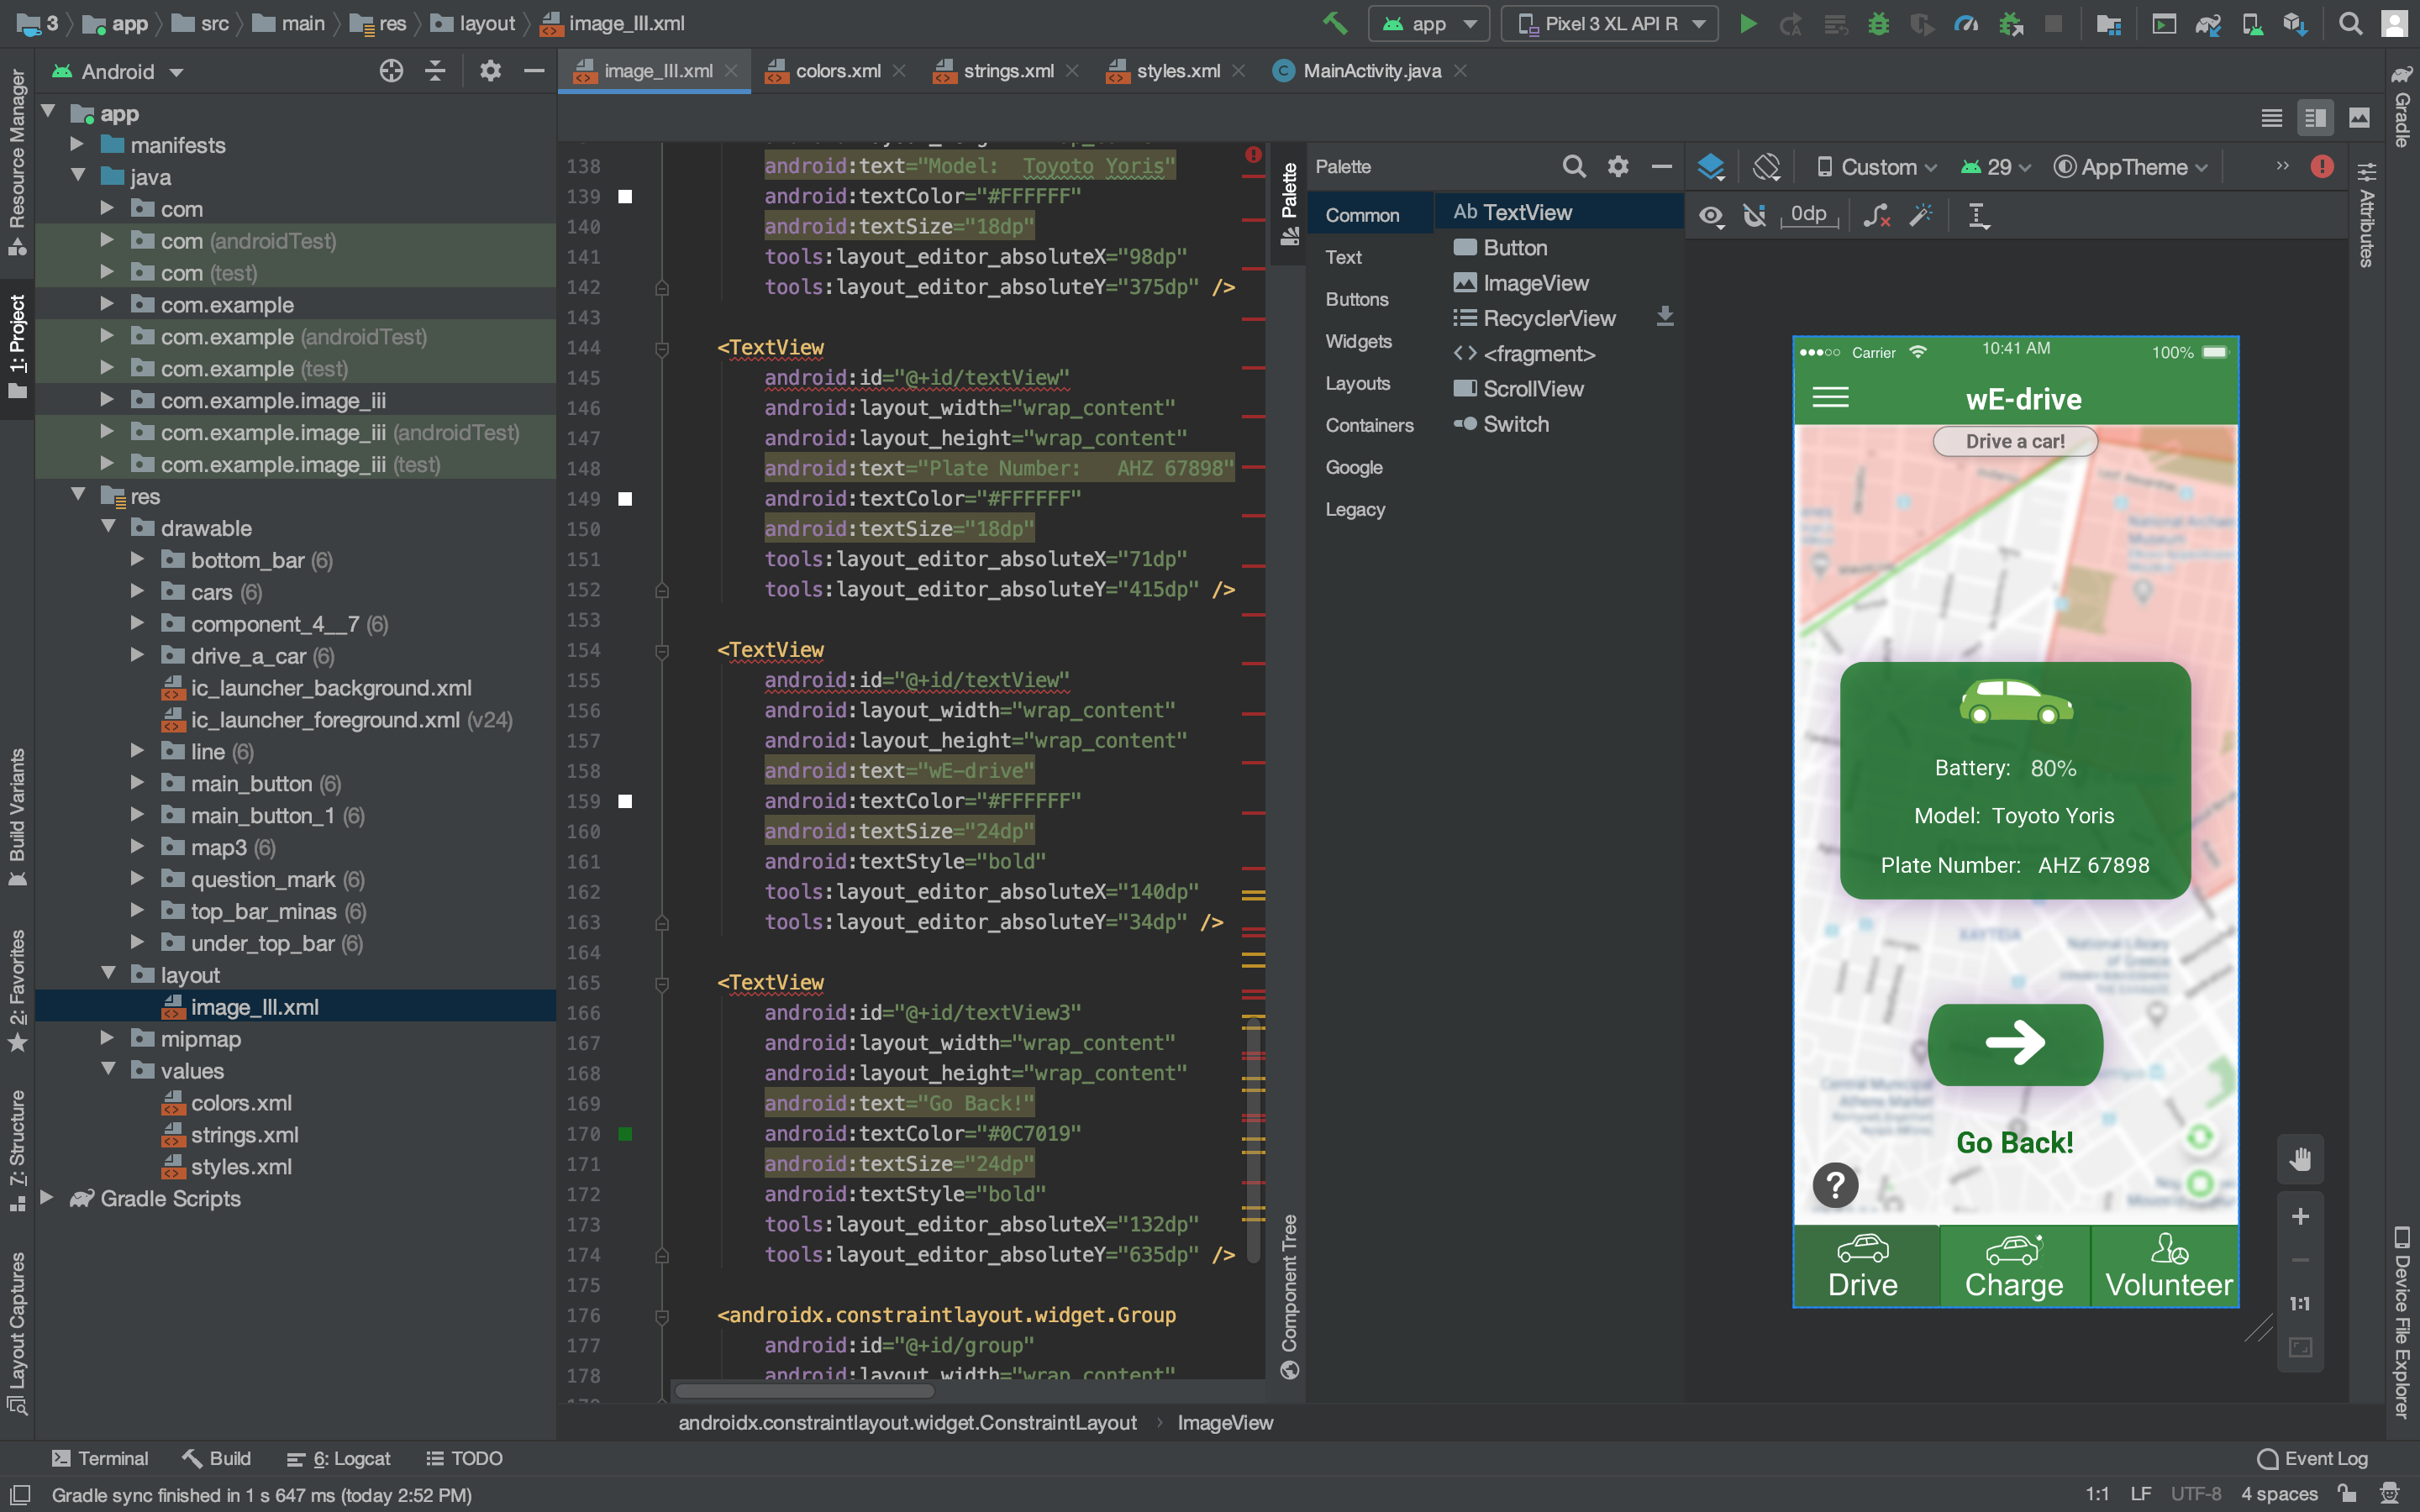 3 app src main res layout image_III.xml app Pixel 3 XL API R
Android image_III.xml colors.xml strings.xml styles.xml MainActivity.java
Resource Manager
1: Project
Build Variants
2: Favorites
7: Structure
Layout Captures
app
manifests
java
com
com (androidTest)
com (test)
com.example
com.example (androidTest)
com.example (test)
com.example.image_iii
com.example.image_iii (androidTest)
com.example.image_iii (test)
res
drawable
bottom_bar (6)
cars (6)
component_4__7 (6)
drive_a_car (6)
ic_launcher_background.xml
ic_launcher_foreground.xml (v24)
line (6)
main_button (6)
main_button_1 (6)
map3 (6)
question_mark (6)
top_bar_minas (6)
under_top_bar (6)
layout
image_III.xml
mipmap
values
colors.xml
strings.xml
styles.xml
Gradle Scripts
138 android:text="Model:  Toyoto Yoris"
139 android:textColor="#FFFFFF"
140 android:textSize="18dp"
141 tools:layout_editor_absoluteX="98dp"
142 tools:layout_editor_absoluteY="375dp" />
143
144 <TextView
145 android:id="@+id/textView"
146 android:layout_width="wrap_content"
147 android:layout_height="wrap_content"
148 android:text="Plate Number:   AHZ 67898"
149 android:textColor="#FFFFFF"
150 android:textSize="18dp"
151 tools:layout_editor_absoluteX="71dp"
152 tools:layout_editor_absoluteY="415dp" />
153
154 <TextView
155 android:id="@+id/textView"
156 android:layout_width="wrap_content"
157 android:layout_height="wrap_content"
158 android:text="wE-drive"
159 android:textColor="#FFFFFF"
160 android:textSize="24dp"
161 android:textStyle="bold"
162 tools:layout_editor_absoluteX="140dp"
163 tools:layout_editor_absoluteY="34dp" />
164
165 <TextView
166 android:id="@+id/textView3"
167 android:layout_width="wrap_content"
168 android:layout_height="wrap_content"
169 android:text="Go Back!"
170 android:textColor="#0C7019"
171 android:textSize="24dp"
172 android:textStyle="bold"
173 tools:layout_editor_absoluteX="132dp"
174 tools:layout_editor_absoluteY="635dp" />
175
176 <androidx.constraintlayout.widget.Group
177 android:id="@+id/group"
178 android:layout_width="wrap_content"
androidx.constraintlayout.widget.ConstraintLayout ImageView
Palette
Component Tree
Palette
Common
Text
Buttons
Widgets
Layouts
Containers
Google
Legacy
Ab TextView
Button
ImageView
RecyclerView
<fragment>
ScrollView
Switch
Custom 29 AppTheme
0dp
Carrier 10:41 AM 100%
wE-drive
Drive a car!
Battery: 80%
Model: Toyoto Yoris
Plate Number: AHZ 67898
National Library
of Greece
Central Municipal
Athens Market
Go Back!
?
Drive Charge Volunteer
1:1
Gradle
Attributes
Device File Explorer
Terminal Build 6: Logcat TODO Event Log
Gradle sync finished in 1 s 647 ms (today 2:52 PM) 1:1 LF UTF-8 4 spaces